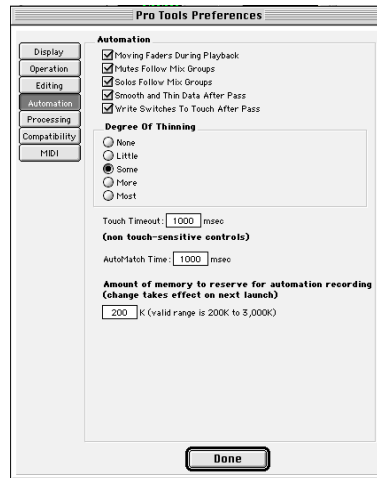 Pro Tools Preferences
Display
Operation
Editing
Automation
Processing
Compatibility
MIDI
Automation
Moving Faders During Playback
Mutes Follow Mix Groups
Solos Follow Mix Groups
Smooth and Thin Data After Pass
Write Switches To Touch After Pass
Degree Of Thinning
None
Little
Some
More
Most
Touch Timeout: 1000 msec
(non touch-sensitive controls)
AutoMatch Time: 1000 msec
Amount of memory to reserve for automation recording
(change takes effect on next launch)
200 K (valid range is 200K to 3,000K)
Done